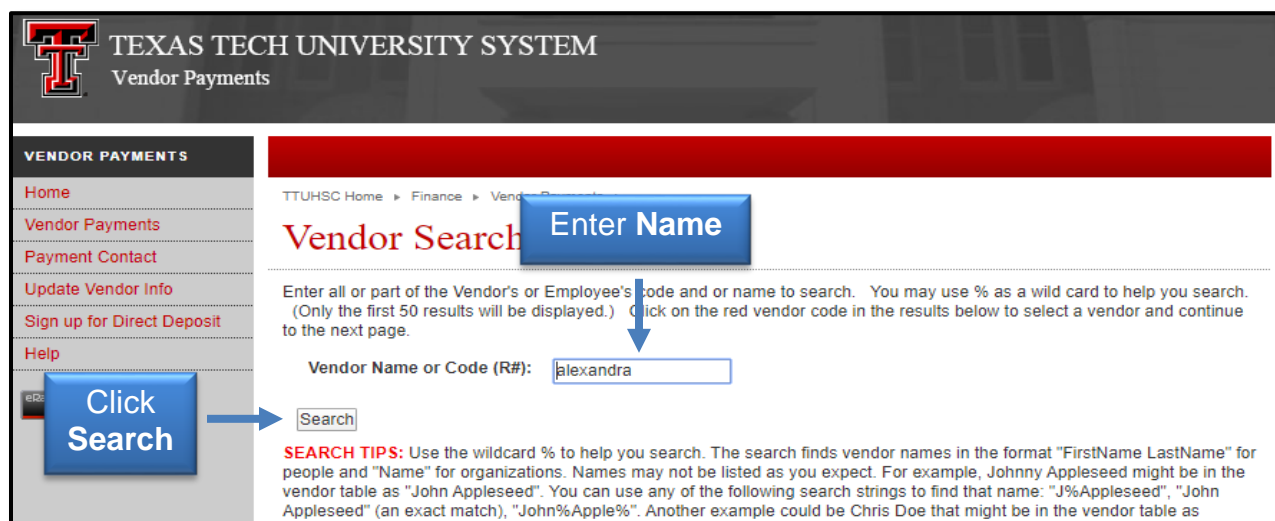 TEXAS TECH UNIVERSITY SYSTEM
Vendor Payments
VENDOR PAYMENTS
Home
Vendor Payments
Payment Contact
Update Vendor Info
Sign up for Direct Deposit
Help
Click
Search
TTUHSC Home ▸ Finance ▸ Vendor Payments
Vendor Search
Enter Name
Enter all or part of the Vendor's or Employee's code and or name to search. You may use % as a wild card to help you search.
(Only the first 50 results will be displayed.) Click on the red vendor code in the results below to select a vendor and continue
to the next page.
Vendor Name or Code (R#): alexandra
Search
SEARCH TIPS: Use the wildcard % to help you search. The search finds vendor names in the format "FirstName LastName" for
people and "Name" for organizations. Names may not be listed as you expect. For example, Johnny Appleseed might be in the
vendor table as "John Appleseed". You can use any of the following search strings to find that name: "J%Appleseed", "John
Appleseed" (an exact match), "John%Apple%". Another example could be Chris Doe that might be in the vendor table as